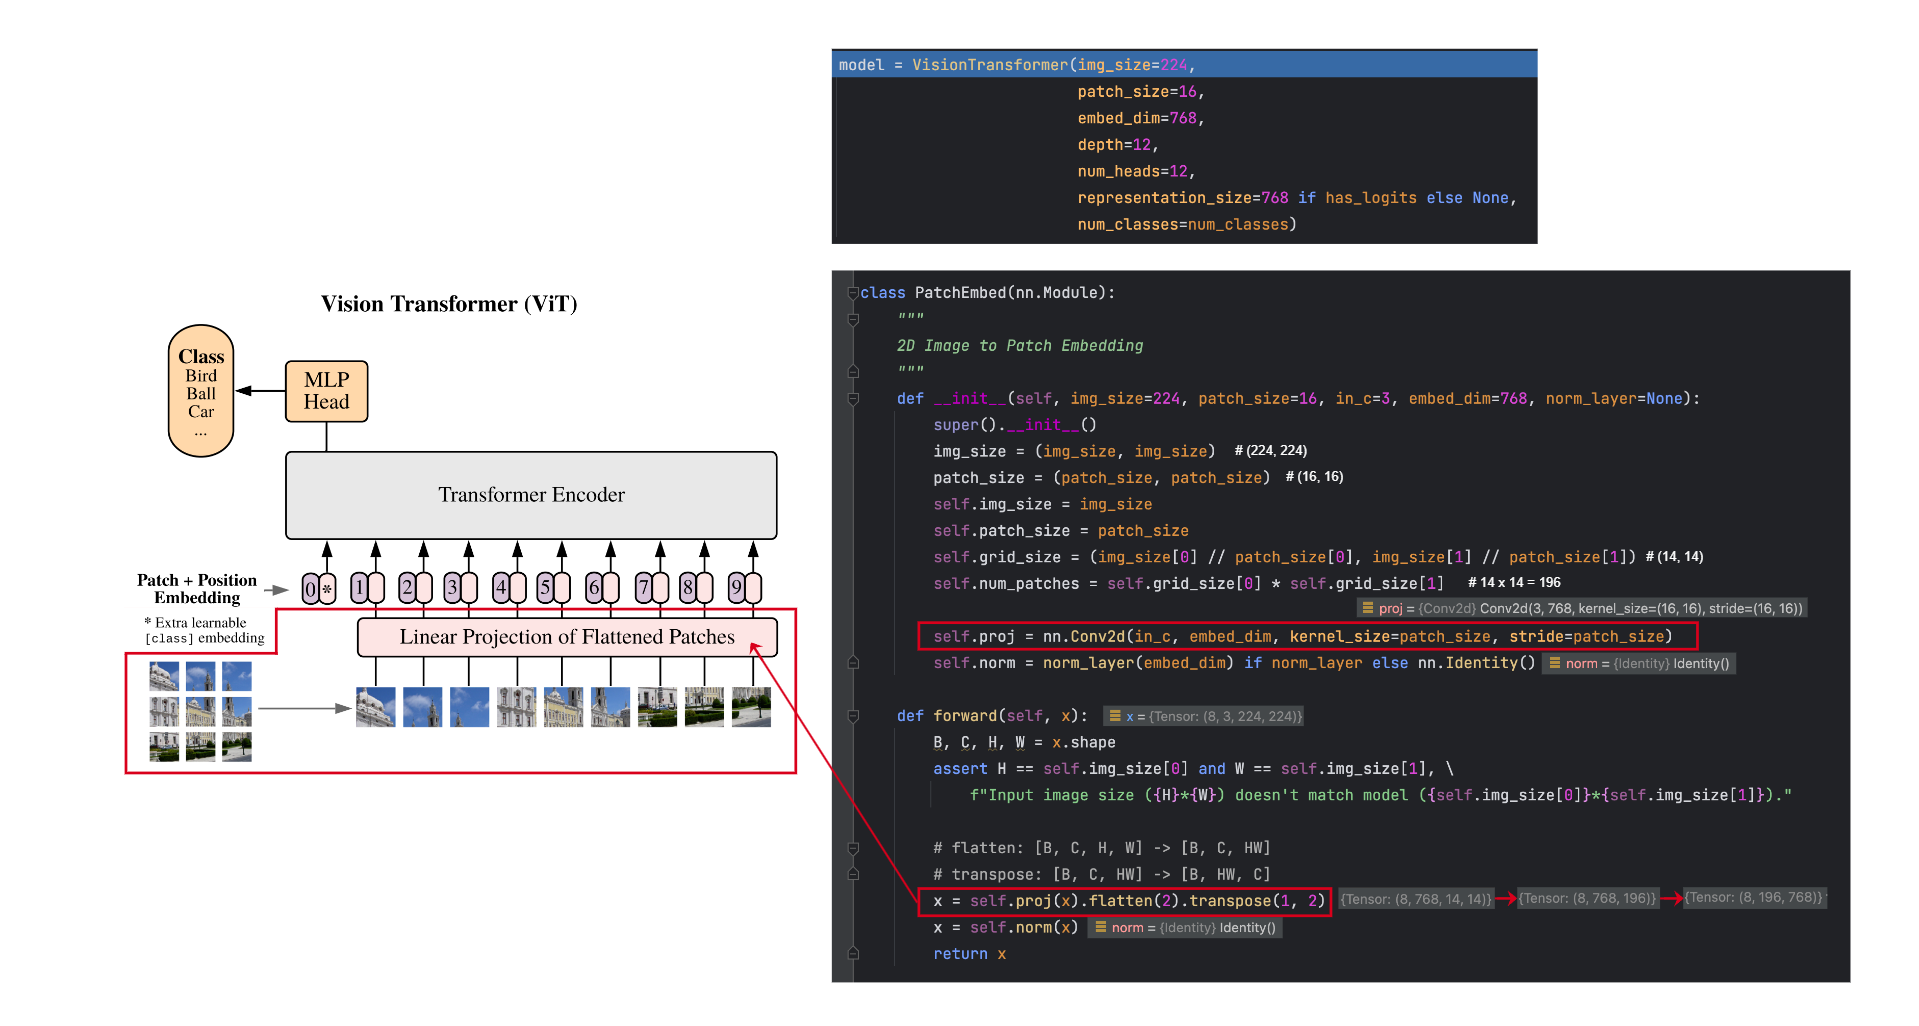 model = VisionTransformer(img_size=224,
patch_size=16,
embed_dim=768,
depth=12,
num_heads=12,
representation_size=768 if has_logits else None,
num_classes=num_classes)
Vision Transformer (ViT)
Class
Bird
Ball
Car
...
MLP
Head
Transformer Encoder
Patch + Position
Embedding
0 * 1 2 3 4 5 6 7 8 9
* Extra learnable
[class] embedding
Linear Projection of Flattened Patches
class PatchEmbed(nn.Module):
"""
2D Image to Patch Embedding
"""
def __init__(self, img_size=224, patch_size=16, in_c=3, embed_dim=768, norm_layer=None):
super().__init__()
img_size = (img_size, img_size) # (224, 224)
patch_size = (patch_size, patch_size) # (16, 16)
self.img_size = img_size
self.patch_size = patch_size
self.grid_size = (img_size[0] // patch_size[0], img_size[1] // patch_size[1]) # (14, 14)
self.num_patches = self.grid_size[0] * self.grid_size[1] # 14 x 14 = 196
proj = {Conv2d} Conv2d(3, 768, kernel_size=(16, 16), stride=(16, 16))
self.proj = nn.Conv2d(in_c, embed_dim, kernel_size=patch_size, stride=patch_size)
self.norm = norm_layer(embed_dim) if norm_layer else nn.Identity() norm = {Identity} Identity()
def forward(self, x): x = {Tensor: (8, 3, 224, 224)}
B, C, H, W = x.shape
assert H == self.img_size[0] and W == self.img_size[1], \
f"Input image size ({H}*{W}) doesn't match model ({self.img_size[0]}*{self.img_size[1]})."
# flatten: [B, C, H, W] -> [B, C, HW]
# transpose: [B, C, HW] -> [B, HW, C]
x = self.proj(x).flatten(2).transpose(1, 2) {Tensor: (8, 768, 14, 14)} {Tensor: (8, 768, 196)} {Tensor: (8, 196, 768)}
x = self.norm(x) norm = {Identity} Identity()
return x